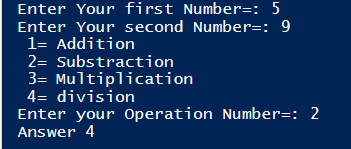 Enter Your first Number=: 5
Enter Your second Number=: 9
1= Addition
2= Substraction
3= Multiplication
4= division
Enter your Operation Number=: 2
Answer 4